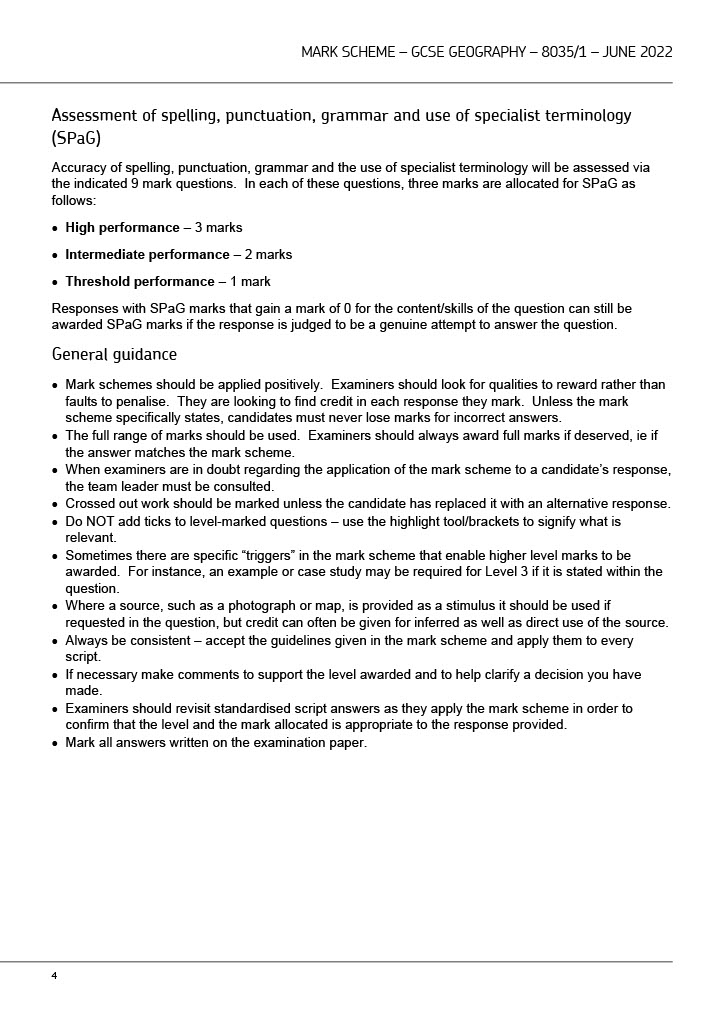 MARK SCHEME – GCSE GEOGRAPHY – 8035/1 – JUNE 2022
Assessment of spelling, punctuation, grammar and use of specialist terminology
(SPaG)
Accuracy of spelling, punctuation, grammar and the use of specialist terminology will be assessed via
the indicated 9 mark questions.  In each of these questions, three marks are allocated for SPaG as
follows:
• High performance – 3 marks
• Intermediate performance – 2 marks
• Threshold performance – 1 mark
Responses with SPaG marks that gain a mark of 0 for the content/skills of the question can still be
awarded SPaG marks if the response is judged to be a genuine attempt to answer the question.
General guidance
• Mark schemes should be applied positively.  Examiners should look for qualities to reward rather than
faults to penalise.  They are looking to find credit in each response they mark.  Unless the mark
scheme specifically states, candidates must never lose marks for incorrect answers.
• The full range of marks should be used.  Examiners should always award full marks if deserved, ie if
the answer matches the mark scheme.
• When examiners are in doubt regarding the application of the mark scheme to a candidate’s response,
the team leader must be consulted.
• Crossed out work should be marked unless the candidate has replaced it with an alternative response.
• Do NOT add ticks to level-marked questions – use the highlight tool/brackets to signify what is
relevant.
• Sometimes there are specific “triggers” in the mark scheme that enable higher level marks to be
awarded.  For instance, an example or case study may be required for Level 3 if it is stated within the
question.
• Where a source, such as a photograph or map, is provided as a stimulus it should be used if
requested in the question, but credit can often be given for inferred as well as direct use of the source.
• Always be consistent – accept the guidelines given in the mark scheme and apply them to every
script.
• If necessary make comments to support the level awarded and to help clarify a decision you have
made.
• Examiners should revisit standardised script answers as they apply the mark scheme in order to
confirm that the level and the mark allocated is appropriate to the response provided.
• Mark all answers written on the examination paper.
4